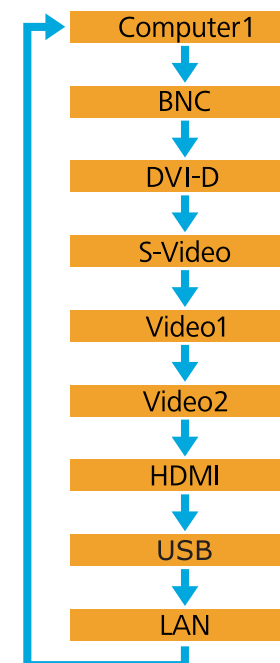 Computer1
BNC
DVI-D
S-Video
Video1
Video2
HDMI
USB
LAN